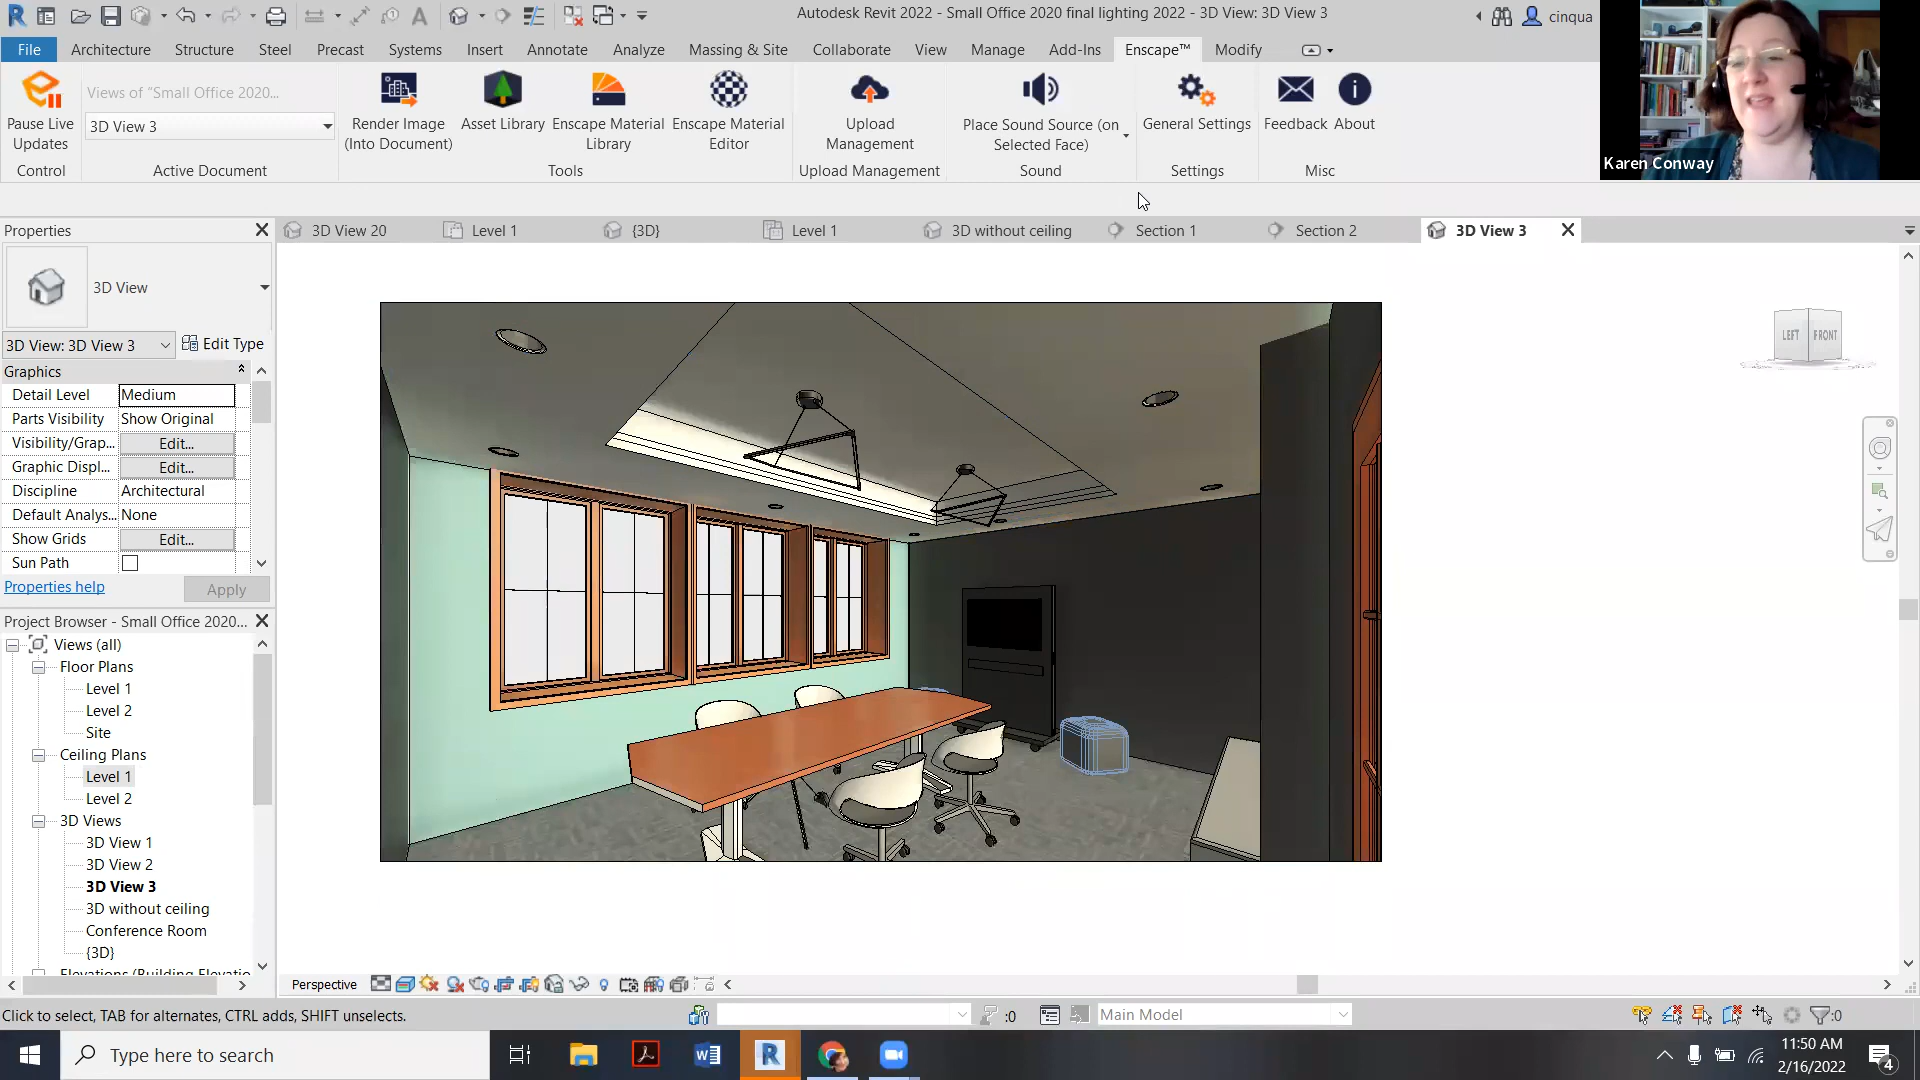 Autodesk Revit 2022 - Small Office 2020 final lighting 2022 - 3D View: 3D View 3
cinqua
File Architecture Structure Steel Precast Systems Insert Annotate Analyze Massing & Site Collaborate View Manage Add-Ins Enscape™ Modify
Views of "Small Office 2020...
3D View 3
Pause Live
Updates
Render Image
(Into Document)
Asset Library
Enscape Material
Library
Enscape Material
Editor
Upload
Management
Place Sound Source (on
Selected Face)
General Settings
Feedback
About
Control
Active Document
Tools
Upload Management
Sound
Settings
Misc
Karen Conway
Properties
3D View 20
Level 1
{3D}
Level 1
3D without ceiling
Section 1
Section 2
3D View 3
3D View
3D View: 3D View 3
Edit Type
Graphics
Detail Level Medium
Parts Visibility Show Original
Visibility/Grap... Edit...
Graphic Displ... Edit...
Discipline Architectural
Default Analys... None
Show Grids Edit...
Sun Path
Properties help
Apply
LEFT
FRONT
Project Browser - Small Office 2020...
Views (all)
Floor Plans
Level 1
Level 2
Site
Ceiling Plans
Level 1
Level 2
3D Views
3D View 1
3D View 2
3D View 3
3D without ceiling
Conference Room
{3D}
Elevations (Building Elevatio
Perspective
Click to select, TAB for alternates, CTRL adds, SHIFT unselects.
:0
Main Model
:0
Type here to search
11:50 AM
2/16/2022
4